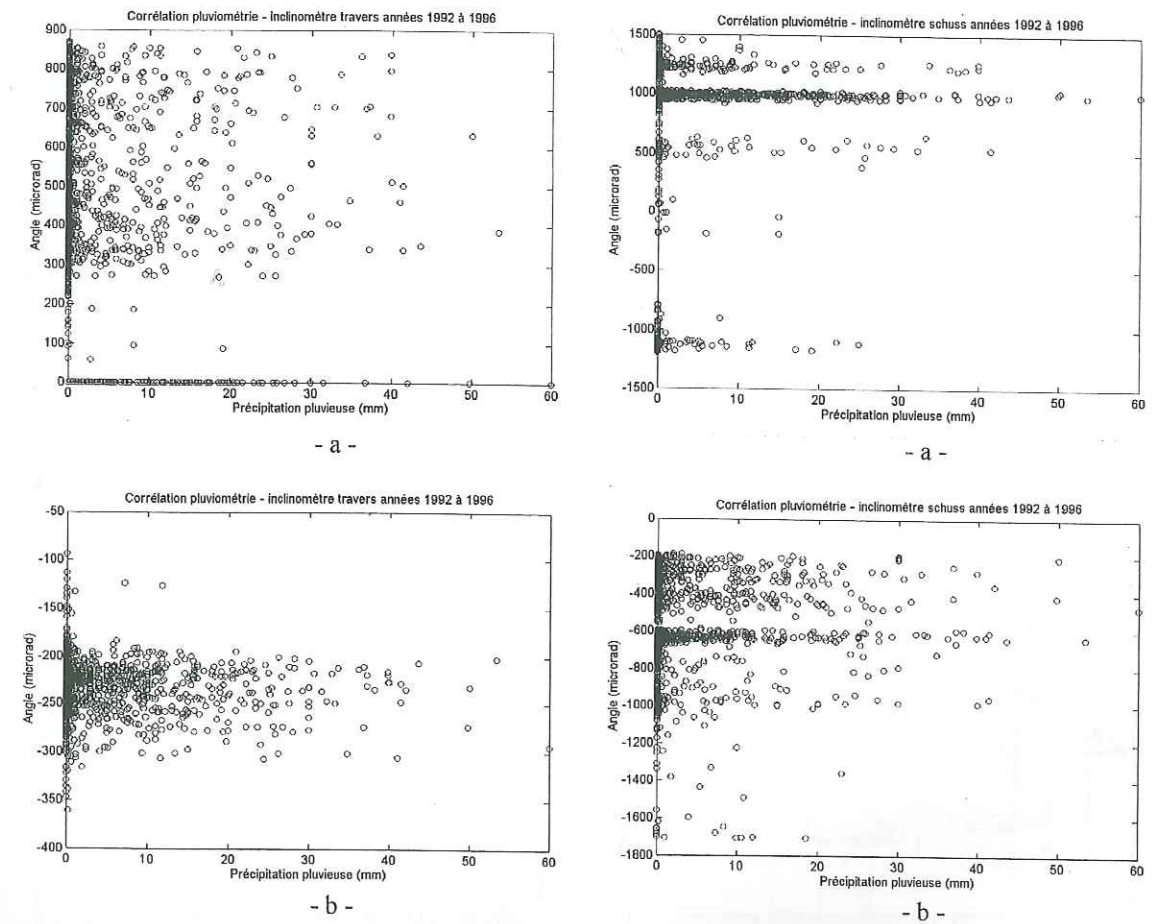 Corrélation pluviométrie - inclinomètre travers années 1992 à 1996
900
800
700
600
500
400
300
200
100
0
Angle (microrad)
0 10 20 30 40 50 60
Précipitation pluvieuse (mm)
- a -
Corrélation pluviométrie - inclinomètre schuss années 1992 à 1996
1500
1000
500
0
-500
-1000
-1500
Angle (microrad)
0 10 20 30 40 50 60
Précipitation pluvieuse (mm)
- a -
Corrélation pluviométrie - inclinomètre travers années 1992 à 1996
-50
-100
-150
-200
-250
-300
-350
-400
Angle (microrad)
0 10 20 30 40 50 60
Précipitation pluvieuse (mm)
- b -
Corrélation pluviométrie - inclinomètre schuss années 1992 à 1996
0
-200
-400
-600
-800
-1000
-1200
-1400
-1600
-1800
Angle (microrad)
0 10 20 30 40 50 60
Précipitation pluvieuse (mm)
- b -